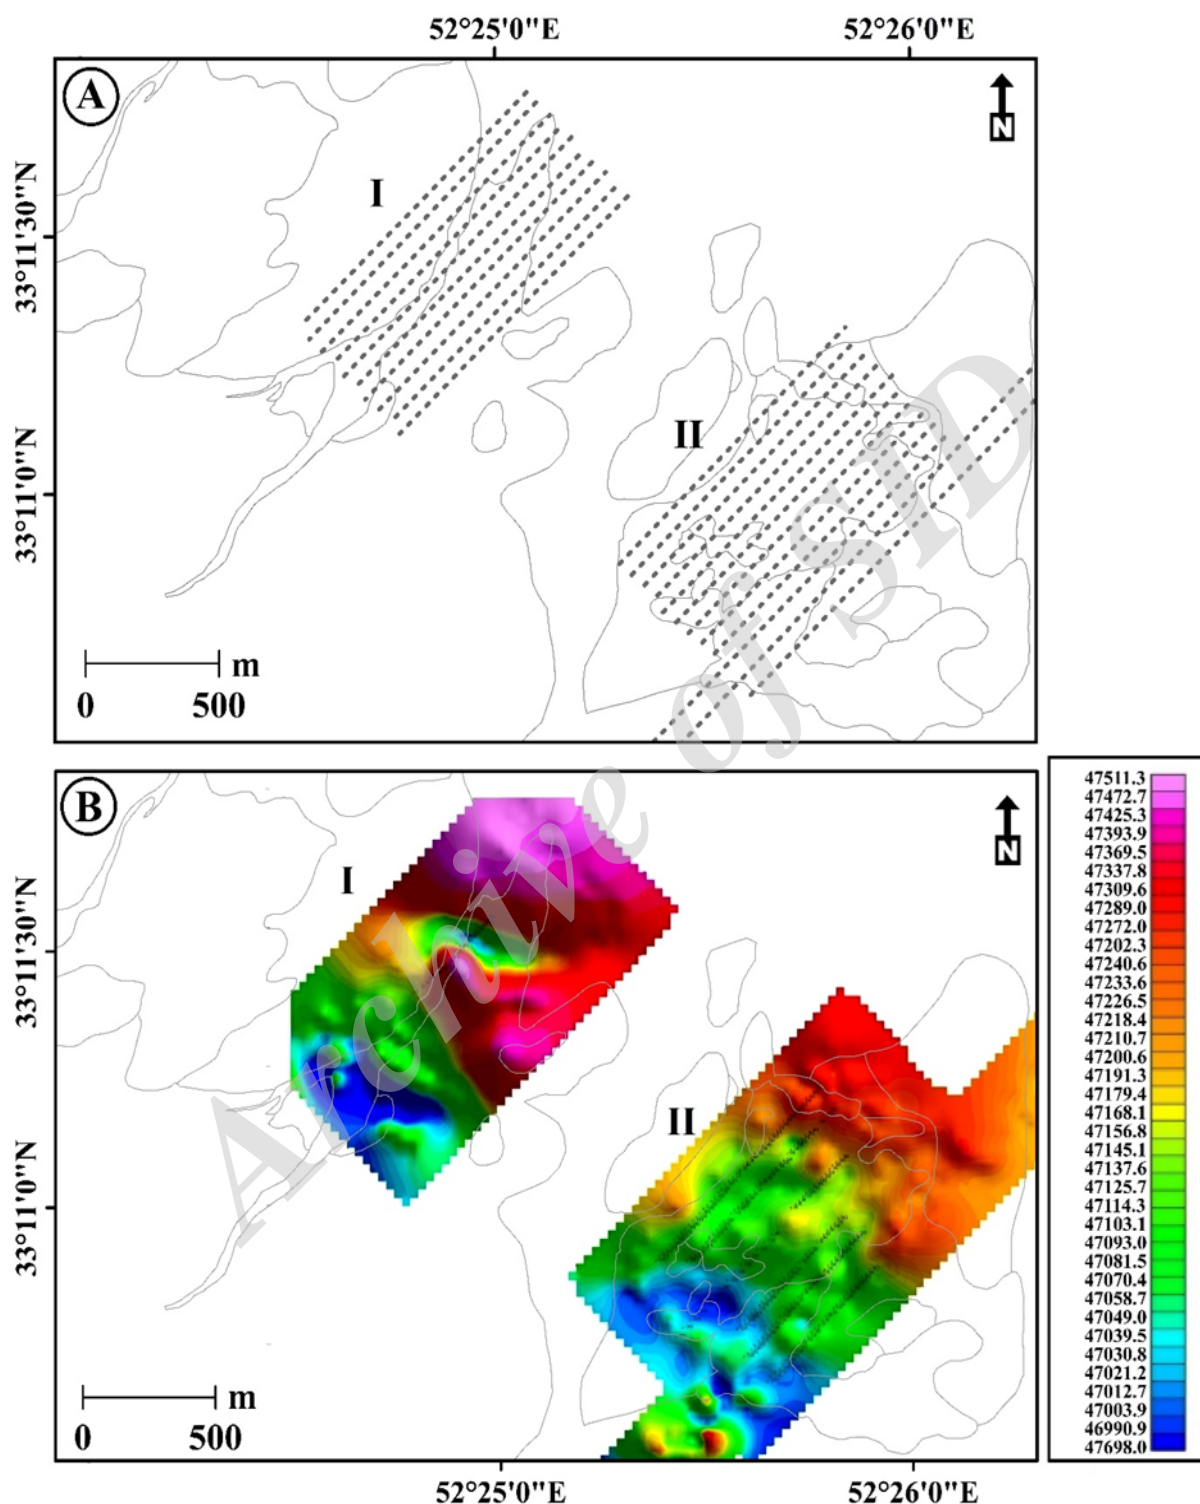 52°25'0"E 52°26'0"E
A
N
I
33°11'30"N
II
33°11'0"N
m
0 500
B
N
I
33°11'30"N
II
33°11'0"N
m
0 500
52°25'0"E 52°26'0"E
47511.3
47472.7
47425.3
47393.9
47369.5
47337.8
47309.6
47289.0
47272.0
47202.3
47240.6
47233.6
47226.5
47218.4
47210.7
47200.6
47191.3
47179.4
47168.1
47156.8
47145.1
47137.6
47125.7
47114.3
47103.1
47093.0
47081.5
47070.4
47058.7
47049.0
47039.5
47030.8
47021.2
47012.7
47003.9
46990.9
47698.0
Archive of SID